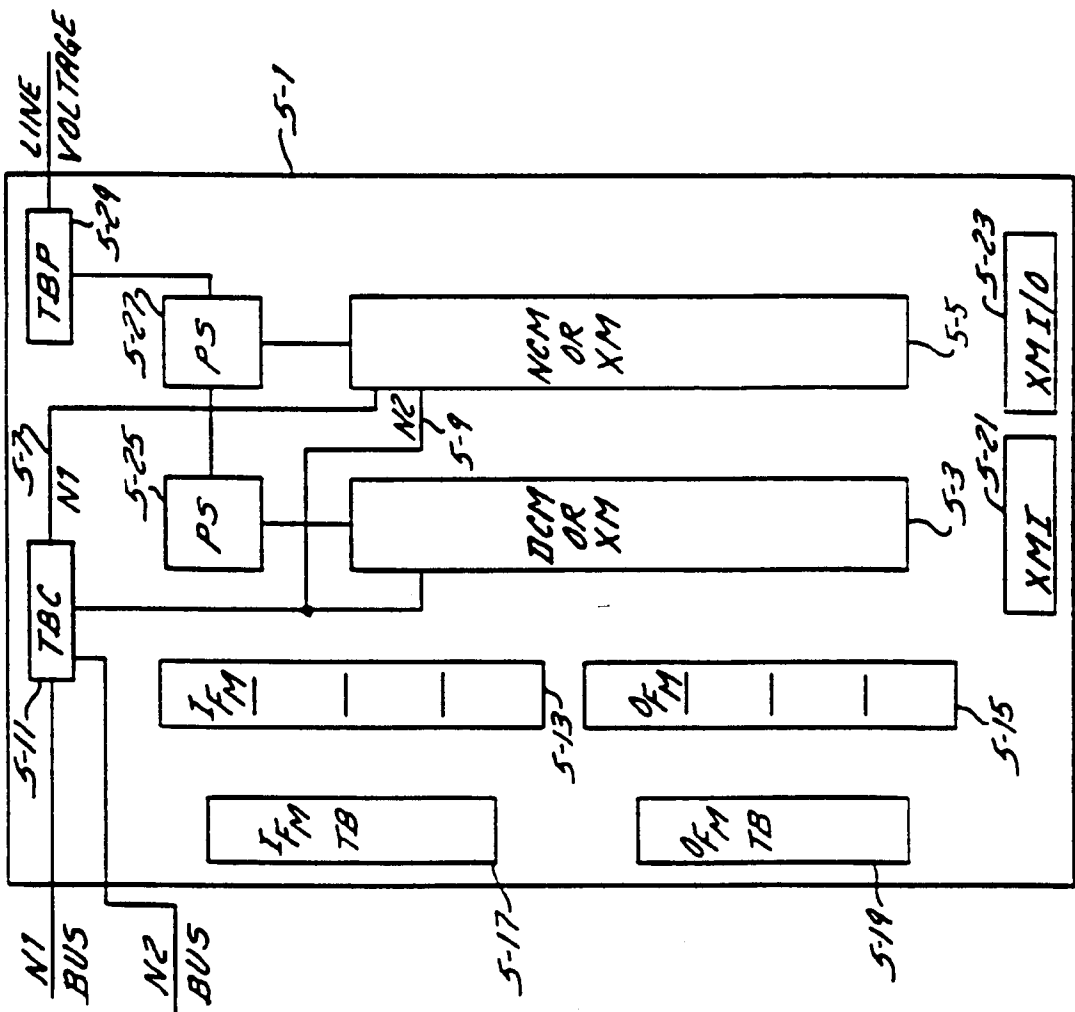 LINE
VOLTAGE
TBP
5-29
5-1
5-27
PS
5-7
N1
5-25
PS
TBC
5-11
N1
BUS
N2
BUS
NCM
OR
XM
5-5
N2
5-9
DCM
OR
XM
5-3
XMI/O
5-23
XMI
5-21
IFM
5-13
OFM
5-15
IFM
TB
5-17
OFM
TB
5-19